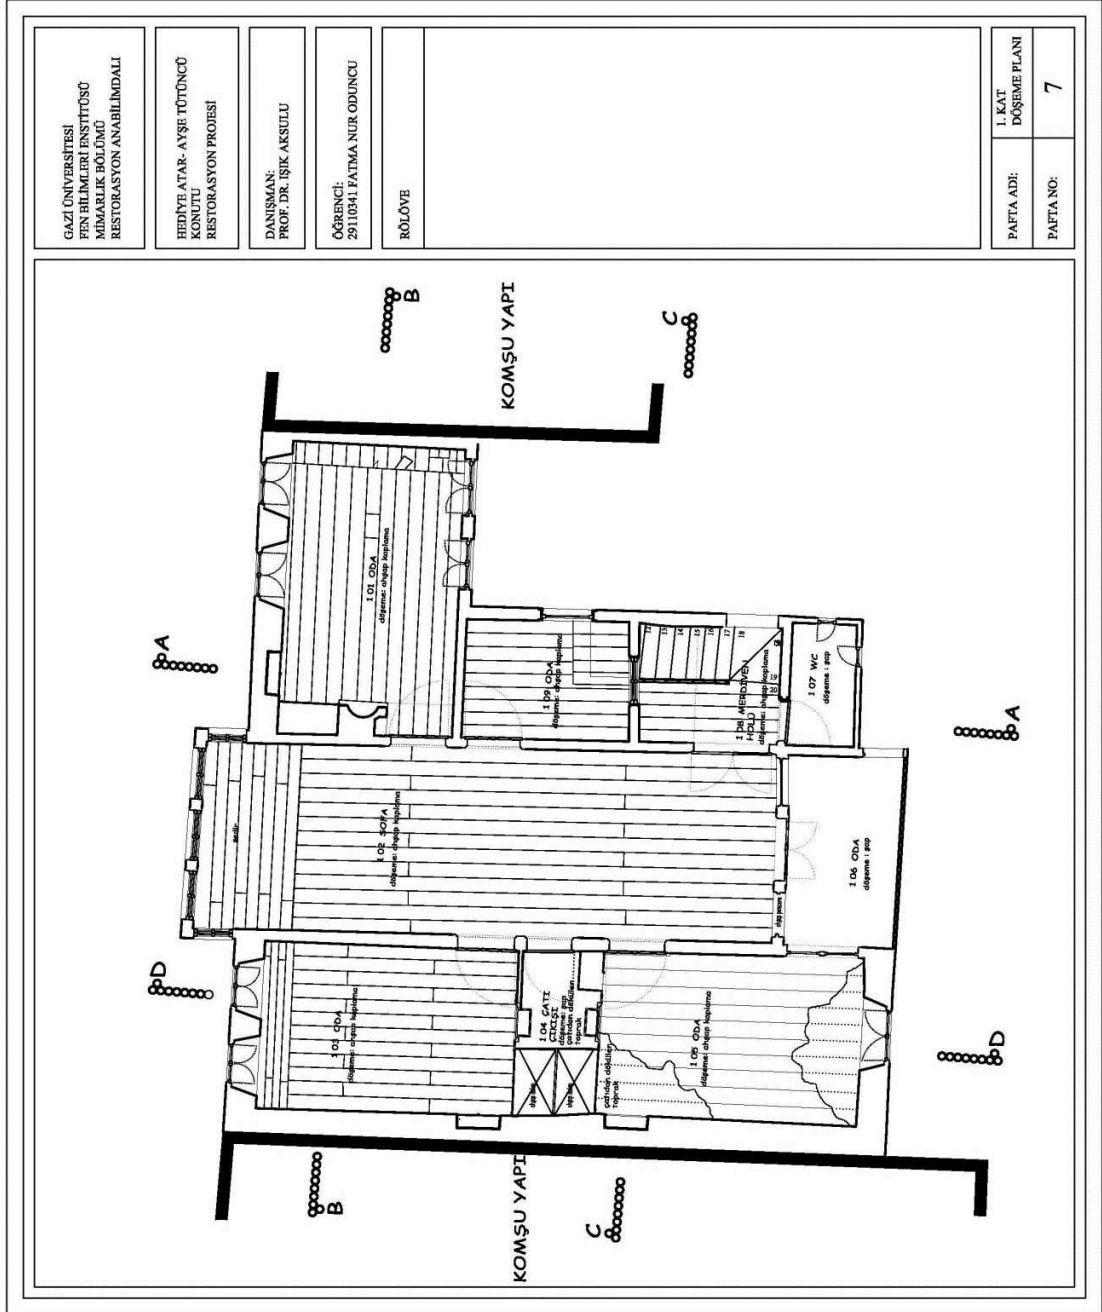 GAZİ ÜNİVERSİTESİ
FEN BİLİMLERİ ENSTİTÜSÜ
MİMARLIK BÖLÜMÜ
RESTORASYON ANABİLİMDALI
HEDİYE ATAR- AYŞE TÜTÜNCÜ
KONUTU
RESTORASYON PROJESİ
DANIŞMAN:
PROF. DR. IŞIK AKSULU
ÖĞRENCİ:
29110341 FATMA NUR ODUNCU
RÖLÖVE
PAFTA ADI:
1. KAT
DÖŞEME PLANI
PAFTA NO:
7
B
KOMŞU YAPI
C
A
101 ODA
döşeme: ahşap kaplama
109 ODA
döşeme: ahşap kaplama
12
13
14
15
16
17
18
19
20
108 MERDİVEN
HOLÜ
döşeme: ahşap kaplama
107 WC
döşeme : şap
A
sedir
102 SOFA
döşeme: ahşap kaplama
106 ODA
döşeme : şap
D
103 ODA
döşeme: ahşap kaplama
104 ÇATI
ÇIKIŞI
döşeme: şap
çatıdan dökülen
toprak
çatıdan dökülen
toprak
105 ODA
döşeme: ahşap kaplama
D
B
KOMŞU YAPI
C